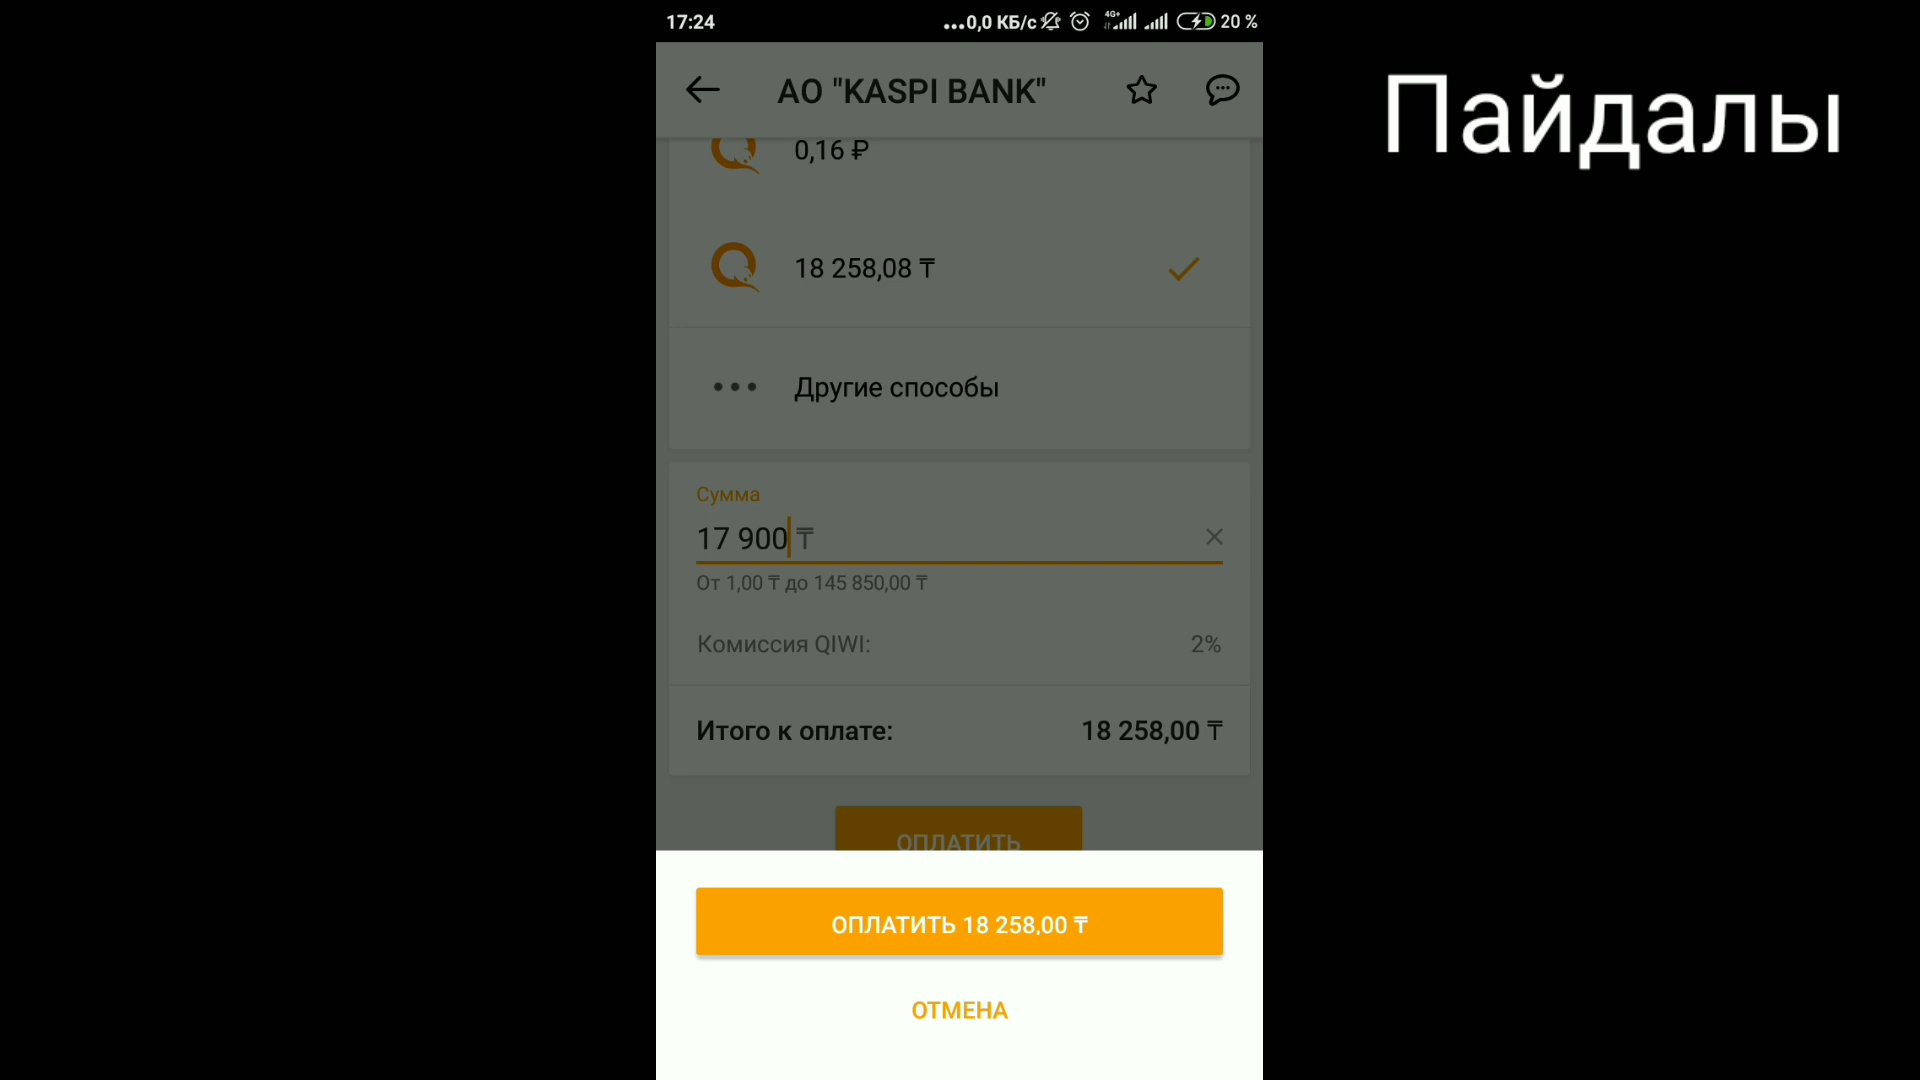 17:24
...0,0 КБ/с 4G+ 20 %
АО "KASPI BANK"
Пайдалы
0,16 ₽
18 258,08 ₸
Другие способы
Сумма
17 900 ₸
От 1,00 ₸ до 145 850,00 ₸
Комиссия QIWI: 2%
Итого к оплате: 18 258,00 ₸
ОПЛАТИТЬ
ОПЛАТИТЬ 18 258,00 ₸
ОТМЕНА